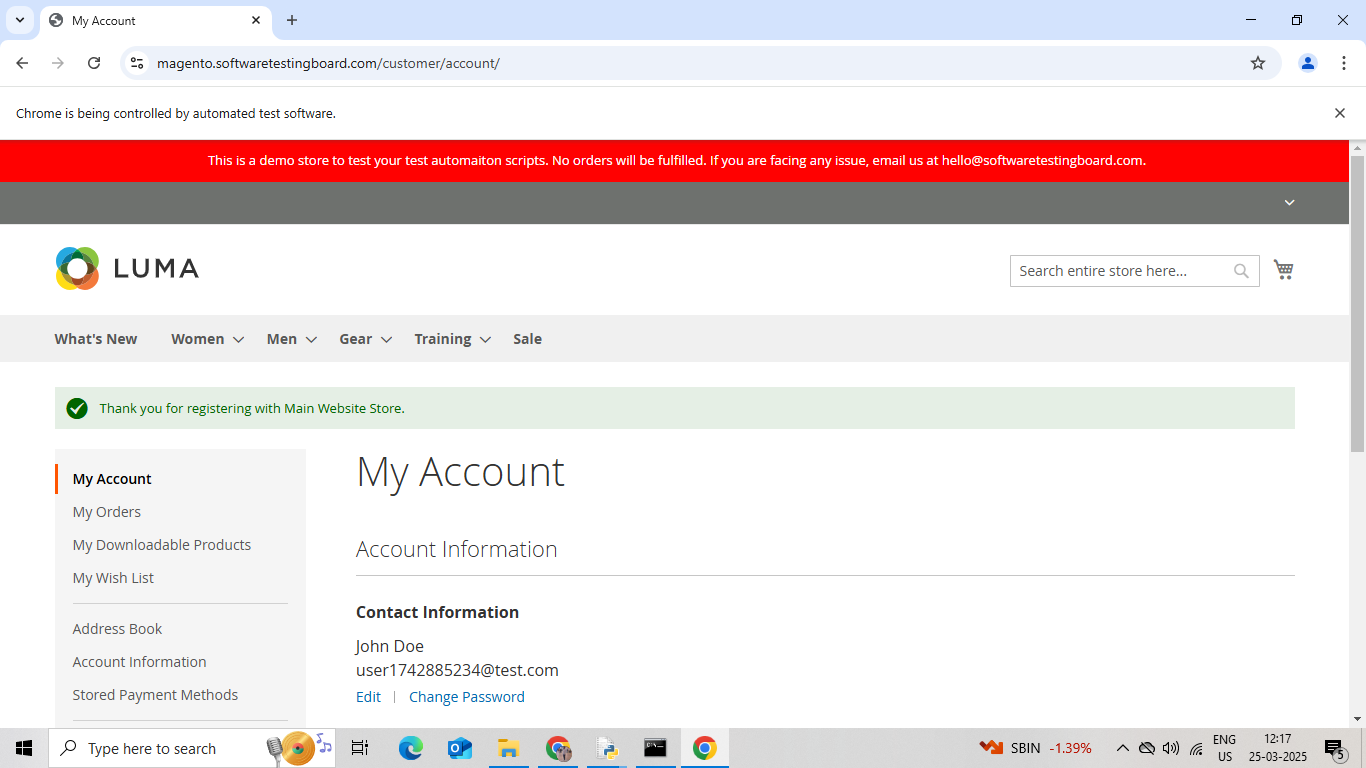 My Account
magento.softwaretestingboard.com/customer/account/
Chrome is being controlled by automated test software.
This is a demo store to test your test automaiton scripts. No orders will be fulfilled. If you are facing any issue, email us at hello@softwaretestingboard.com.
LUMA
Search entire store here...
What's New Women Men Gear Training Sale
Thank you for registering with Main Website Store.
My Account
My Orders
My Downloadable Products
My Wish List
Address Book
Account Information
Stored Payment Methods
My Account
Account Information
Contact Information
John Doe
user1742885234@test.com
Edit | Change Password
Type here to search
SBIN -1.39%
ENG
US
12:17
25-03-2025
5